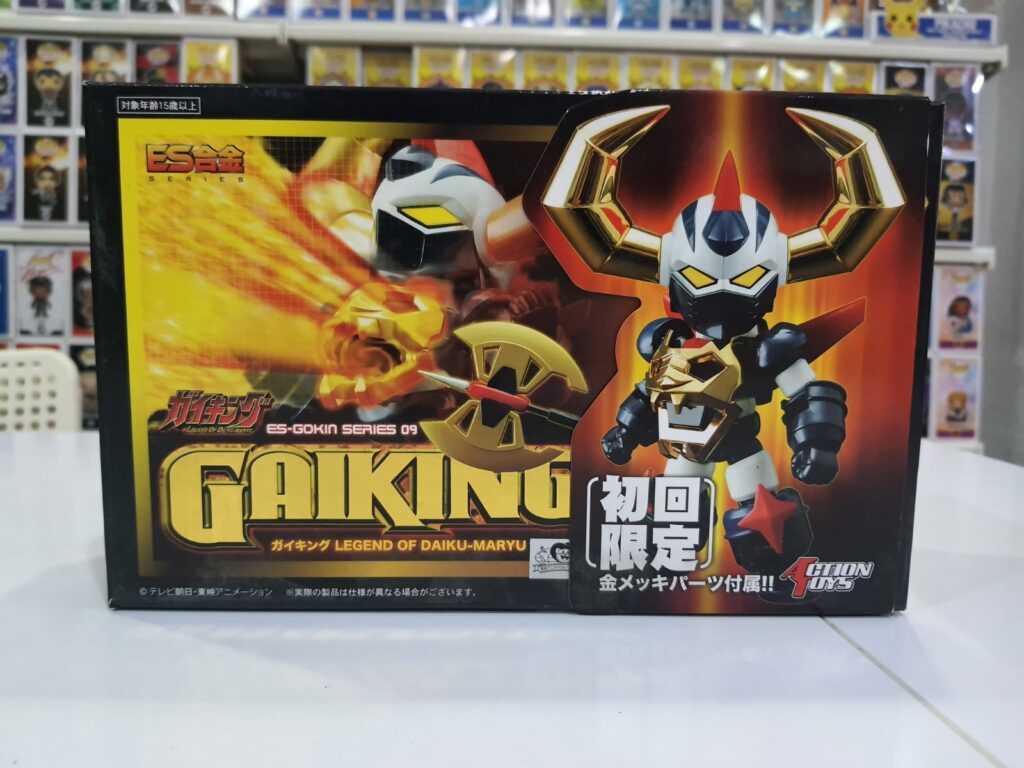 対象年齢15歳以上
ES合金
SERIES
ガイキング
LEGEND OF DAIKU-MARYU
ES-GOKIN SERIES 09
GAIKING
ガイキング LEGEND OF DAIKU-MARYU
©テレビ朝日・東映アニメーション ※実際の製品は仕様が異なる場合がございます。
初回
限定
金メッキパーツ付属!!
ACTION
TOYS